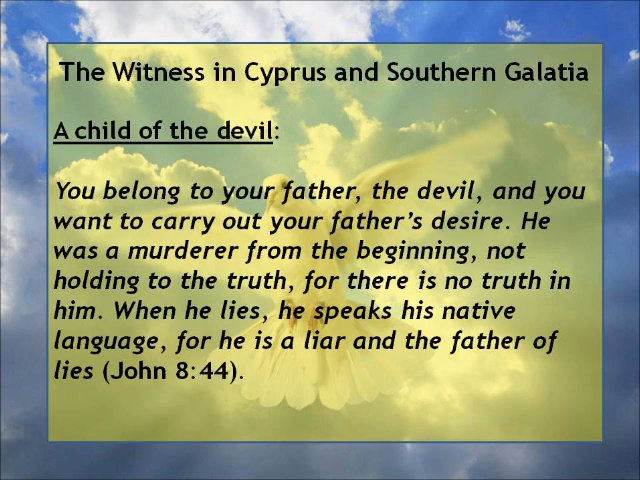 The Witness in Cyprus and Southern Galatia
A child of the devil:
You belong to your father, the devil, and you
want to carry out your father’s desire. He
was a murderer from the beginning, not
holding to the truth, for there is no truth in
him. When he lies, he speaks his native
language, for he is a liar and the father of
lies (John 8:44).